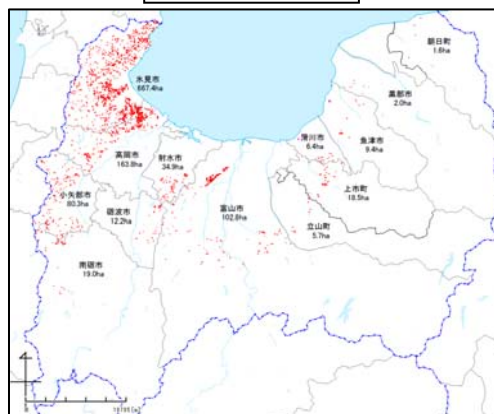 朝日町
1.6ha
氷見市
667.4ha
黒部市
2.0ha
滑川市
6.4ha
魚津市
9.4ha
高岡市
163.8ha
射水市
34.9ha
小矢部市
80.3ha
砺波市
12.2ha
富山市
102.8ha
上市町
18.5ha
立山町
5.7ha
南砺市
19.0ha